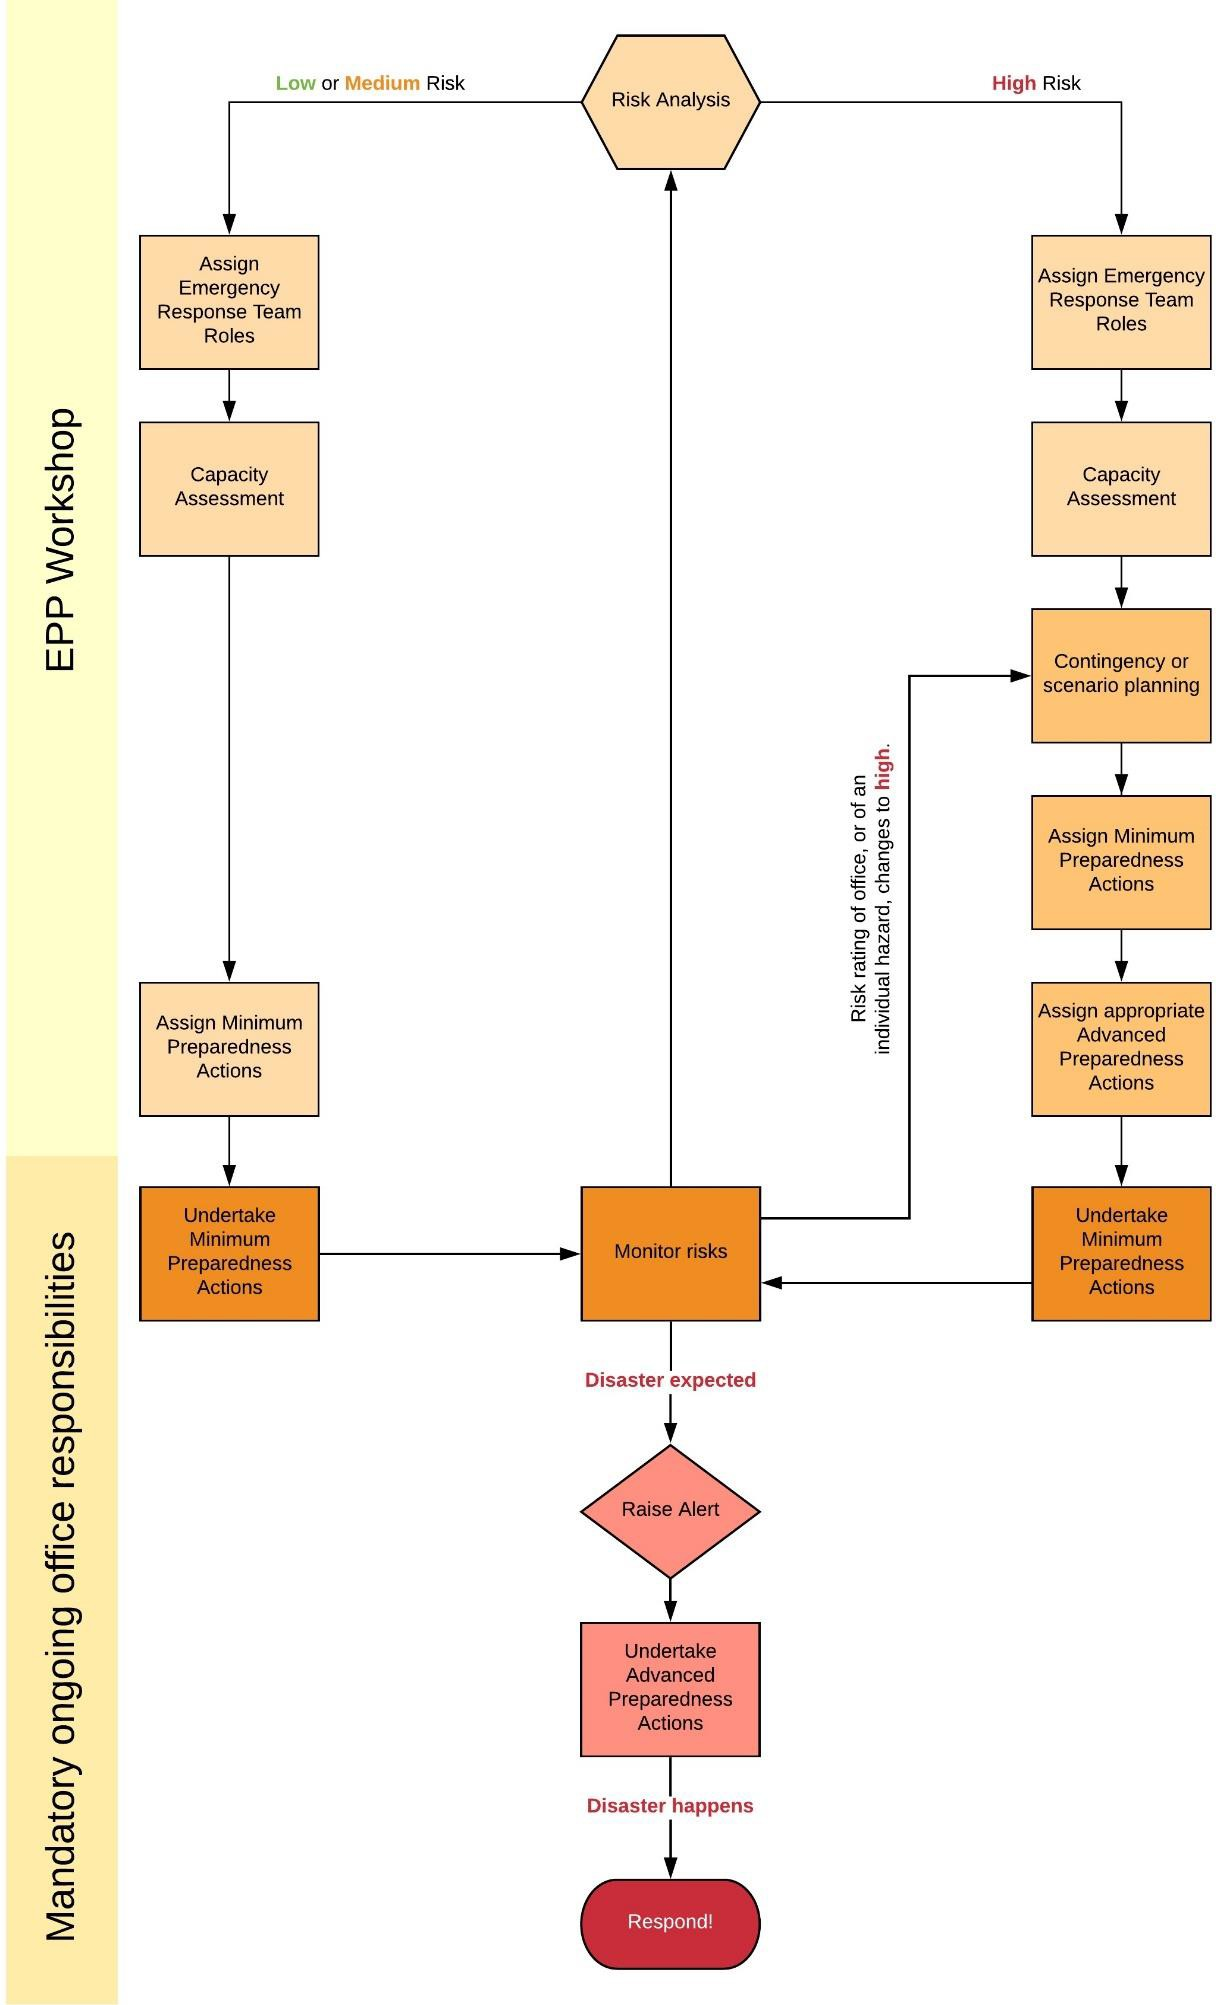 EPP Workshop
Mandatory ongoing office responsibilities
Low or Medium Risk
Risk Analysis
High Risk
Assign
Emergency
Response Team
Roles
Capacity
Assessment
Assign Minimum
Preparedness
Actions
Undertake
Minimum
Preparedness
Actions
Assign Emergency
Response Team
Roles
Capacity
Assessment
Contingency or
scenario planning
Assign Minimum
Preparedness
Actions
Assign appropriate
Advanced
Preparedness
Actions
Undertake
Minimum
Preparedness
Actions
Monitor risks
Risk rating of office, or of an
individual hazard, changes to high.
Disaster expected
Raise Alert
Undertake
Advanced
Preparedness
Actions
Disaster happens
Respond!